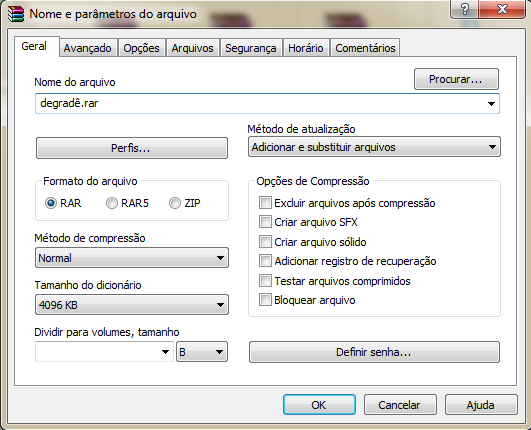 Nome e parâmetros do arquivo
?
Geral Avançado Opções Arquivos Segurança Horário Comentários
Nome do arquivo
Procurar...
degradê.rar
Método de atualização
Perfis...
Adicionar e substituir arquivos
Formato do arquivo
RAR RAR5 ZIP
Método de compressão
Normal
Tamanho do dicionário
4096 KB
Dividir para volumes, tamanho
B
Opções de Compressão
Excluir arquivos após compressão
Criar arquivo SFX
Criar arquivo sólido
Adicionar registro de recuperação
Testar arquivos comprimidos
Bloquear arquivo
Definir senha...
OK Cancelar Ajuda